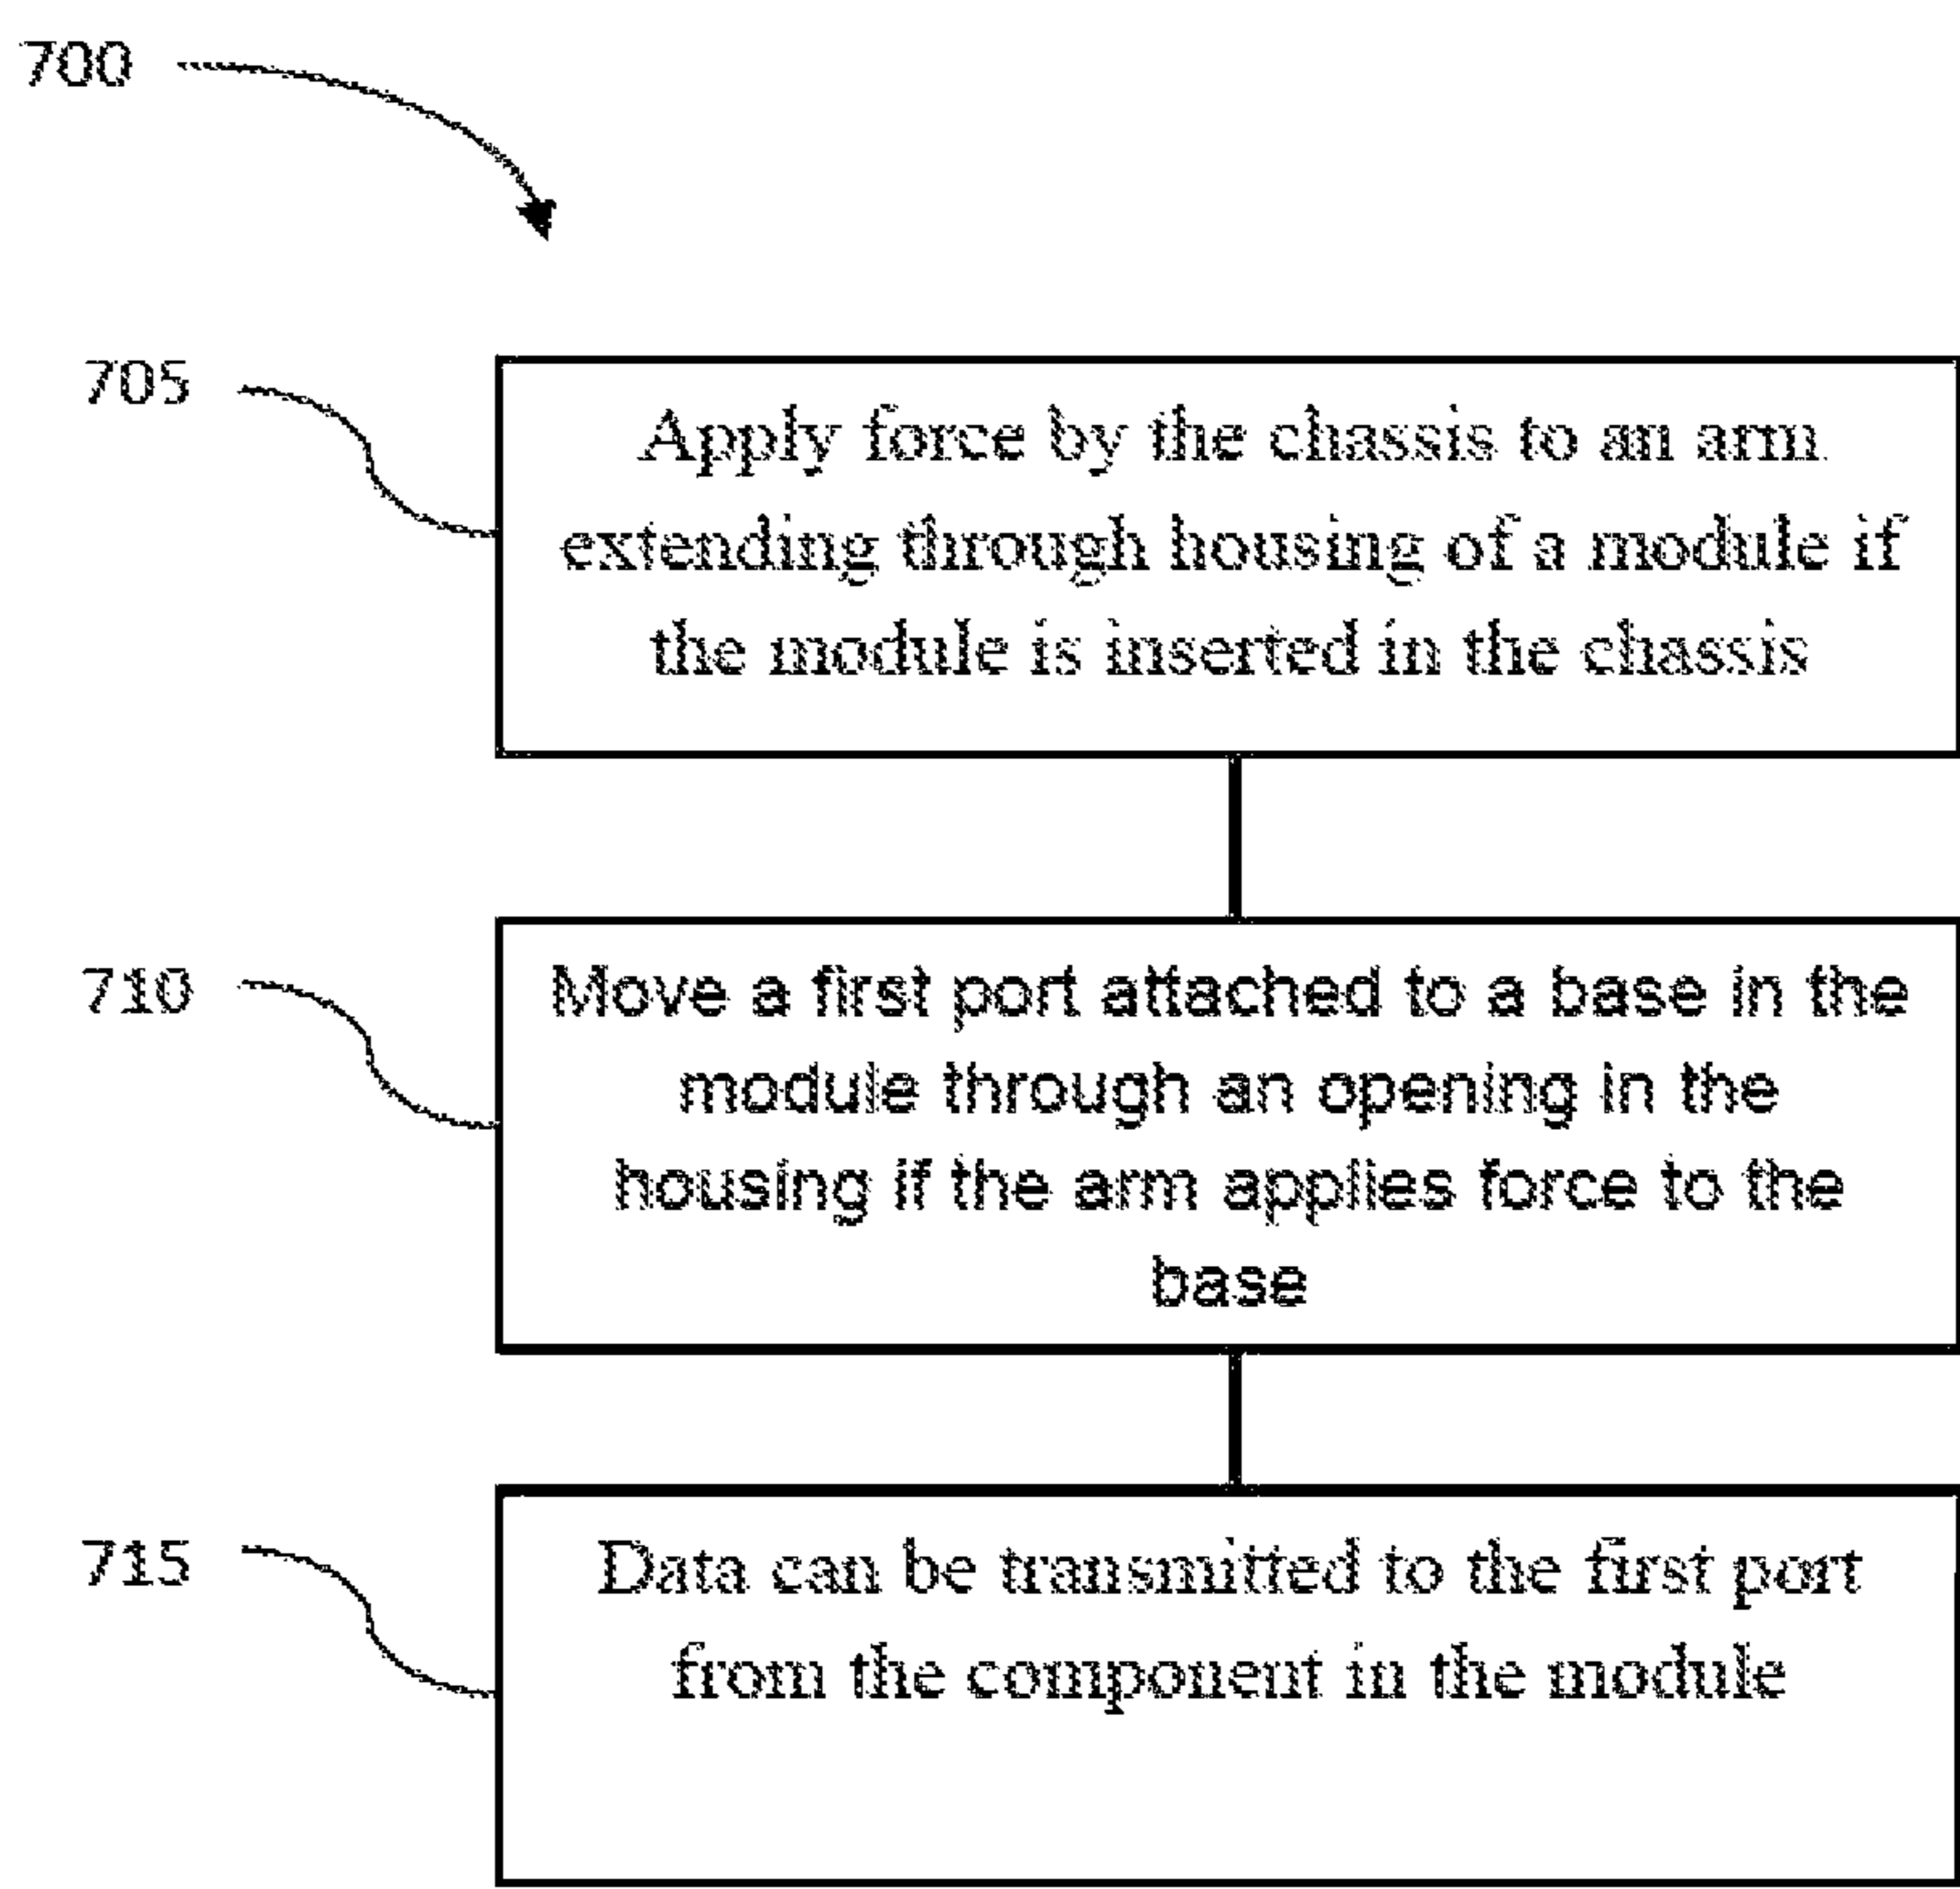 700
705
Apply force by the chassis to an arm
extending through housing of a module if
the module is inserted in the chassis
710
Move a first port attached to a base in the
module through an opening in the
housing if the arm applies force to the
base
715
Data can be transmitted to the first port
from the component in the module